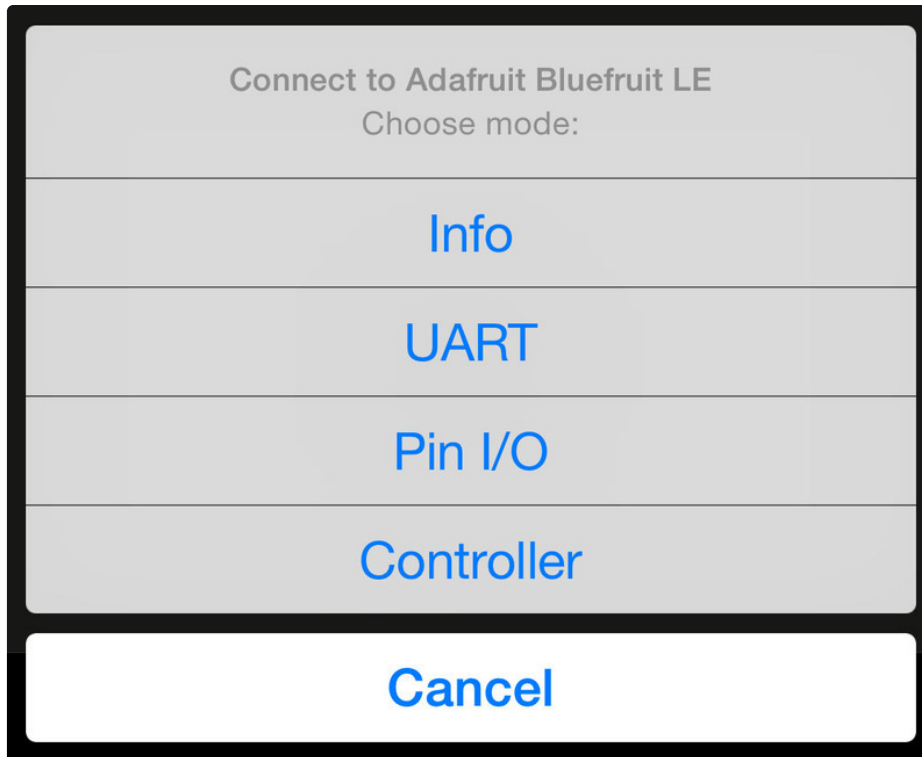 Connect to Adafruit Bluefruit LE
Choose mode:
Info
UART
Pin I/O
Controller
Cancel